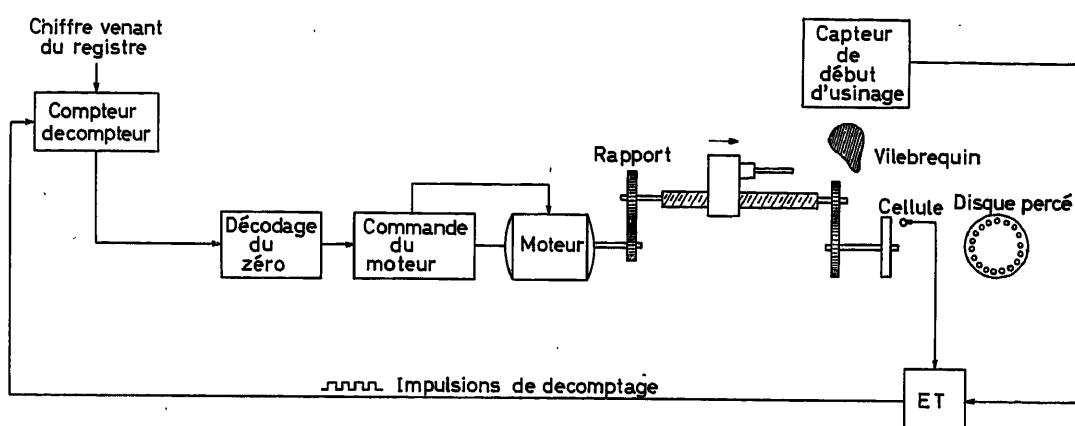 Chiffre venant
du registre
Compteur
decompteur
Décodage
du
zéro
Commande
du
moteur
Moteur
Rapport
Capteur
de
début
d'usinage
Vilebrequin
Cellule
Disque percé
Impulsions de decomptage
ET